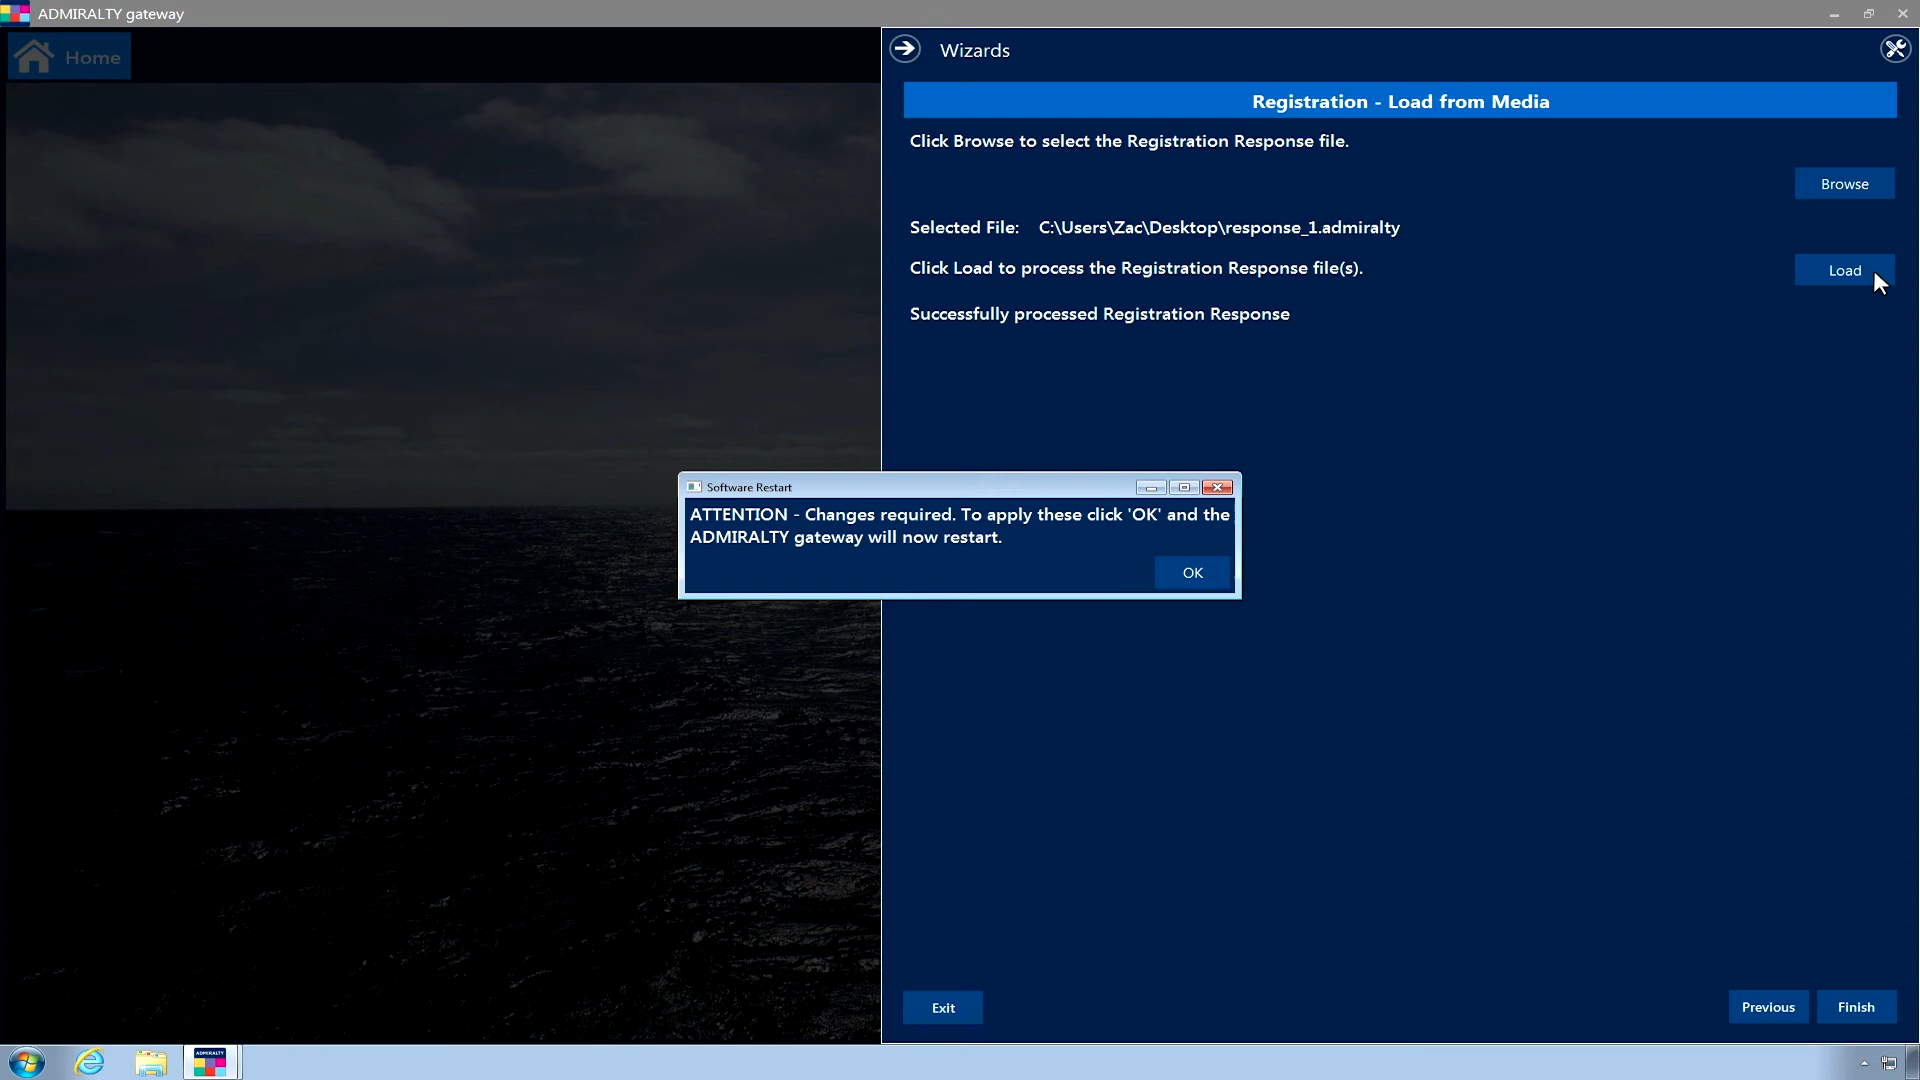 ADMIRALTY gateway
Home
Wizards
Registration - Load from Media
Click Browse to select the Registration Response file.
Browse
Selected File: C:\Users\Zac\Desktop\response_1.admiralty
Click Load to process the Registration Response file(s).
Load
Successfully processed Registration Response
Software Restart
ATTENTION - Changes required. To apply these click 'OK' and the
ADMIRALTY gateway will now restart.
OK
Exit
Previous
Finish
ADMIRALTY